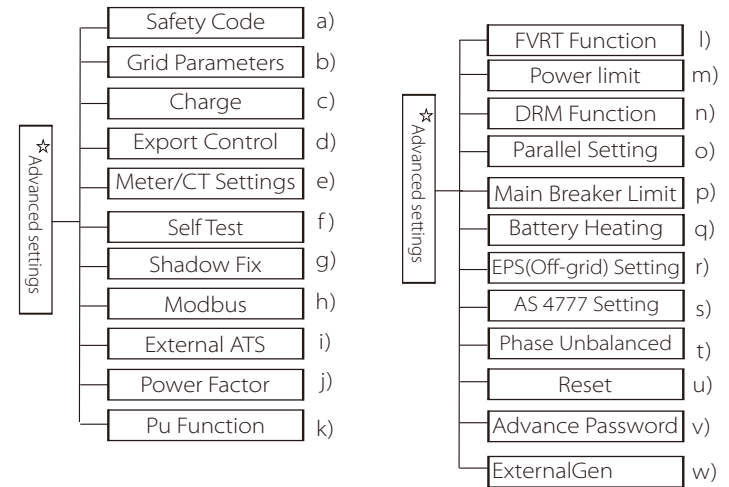 ☆ Advanced settings
Safety Code a)
Grid Parameters b)
Charge c)
Export Control d)
Meter/CT Settings e)
Self Test f)
Shadow Fix g)
Modbus h)
External ATS i)
Power Factor j)
Pu Function k)
☆ Advanced settings
FVRT Function l)
Power limit m)
DRM Function n)
Parallel Setting o)
Main Breaker Limit p)
Battery Heating q)
EPS(Off-grid) Setting r)
AS 4777 Setting s)
Phase Unbalanced t)
Reset u)
Advance Password v)
ExternalGen w)